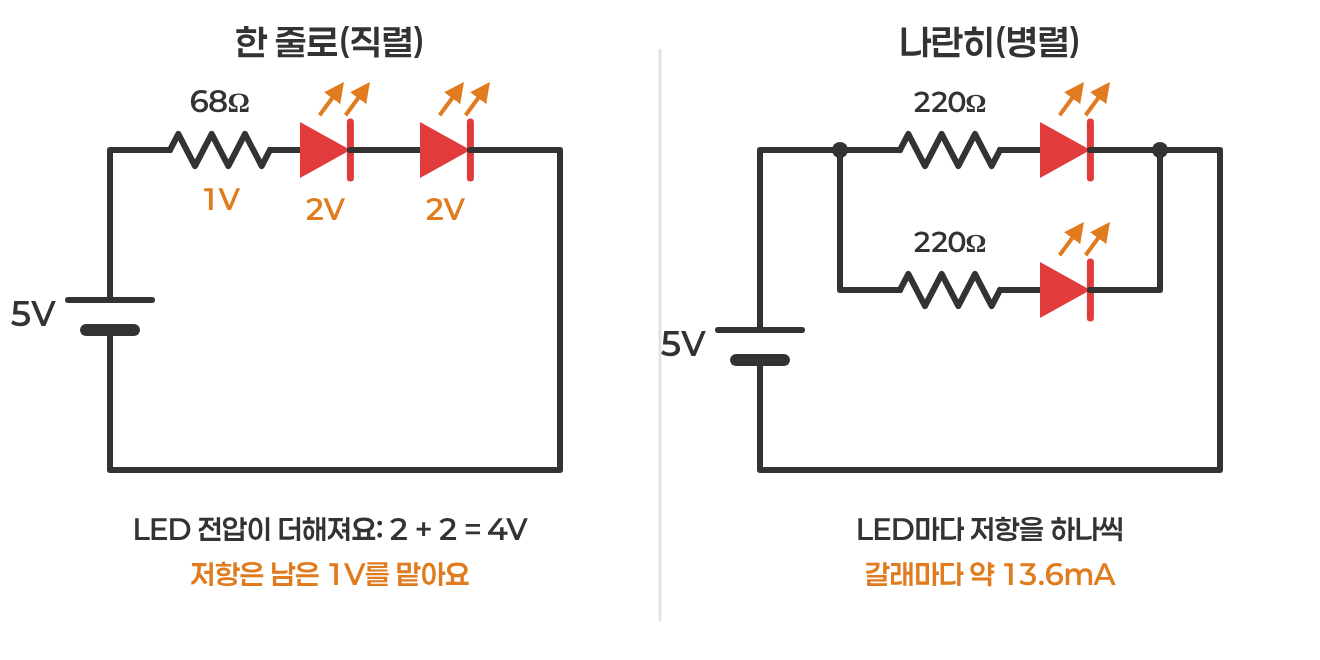 한 줄로(직렬)
68Ω
1V
2V
2V
5V
LED 전압이 더해져요: 2 + 2 = 4V
저항은 남은 1V를 맡아요
나란히(병렬)
220Ω
220Ω
5V
LED마다 저항을 하나씩
갈래마다 약 13.6mA